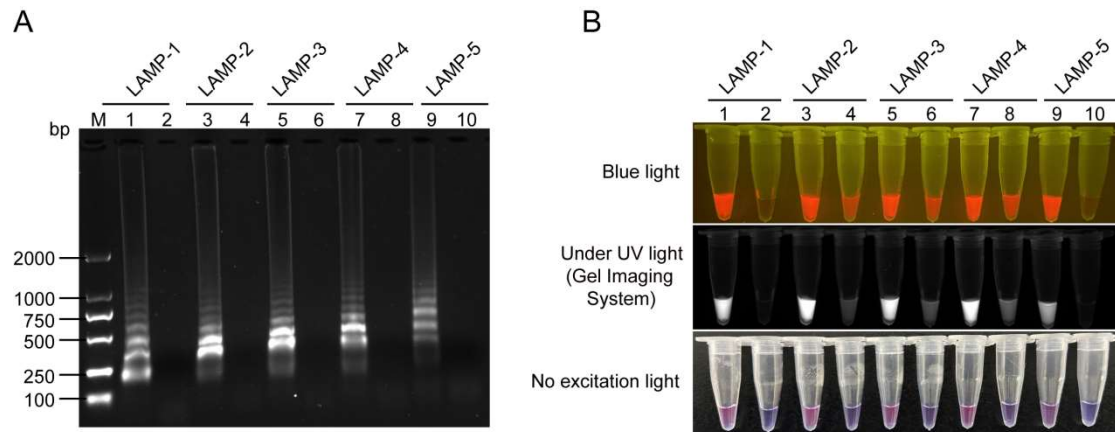 A
LAMP-1 LAMP-2 LAMP-3 LAMP-4 LAMP-5
bp M 1 2 3 4 5 6 7 8 9 10
2000
1000
750
500
250
100
B
LAMP-1 LAMP-2 LAMP-3 LAMP-4 LAMP-5
1 2 3 4 5 6 7 8 9 10
Blue light
Under UV light
(Gel Imaging
System)
No excitation light